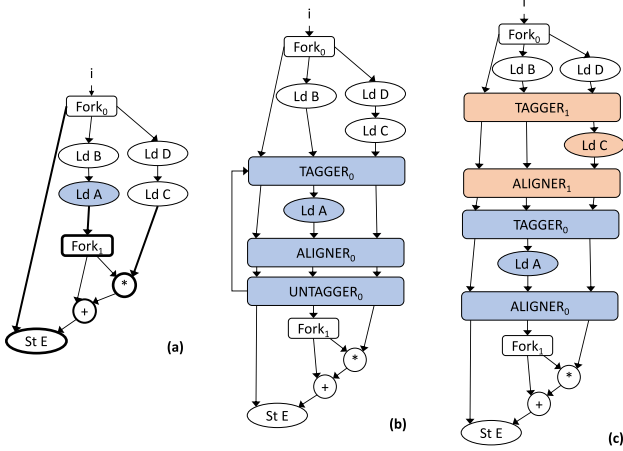 i
Fork0
Ld B
Ld D
Ld A
Ld C
Fork1
*
+
St E
(a)
i
Fork0
Ld B
Ld D
Ld C
TAGGER0
Ld A
ALIGNER0
UNTAGGER0
Fork1
*
+
St E
(b)
Fork0
Ld B
Ld D
TAGGER1
Ld C
ALIGNER1
TAGGER0
Ld A
ALIGNER0
Fork1
*
+
St E
(c)